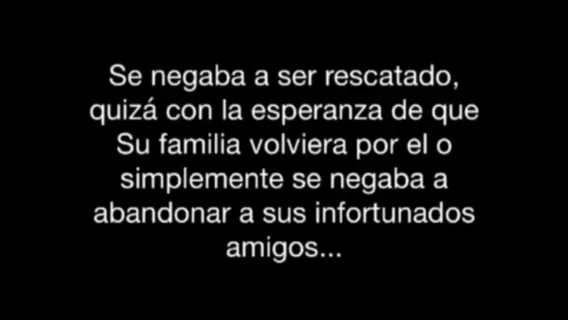 Se negaba a ser rescatado,
quizá con la esperanza de que
Su familia volviera por el o
simplemente se negaba a
abandonar a sus infortunados
amigos...